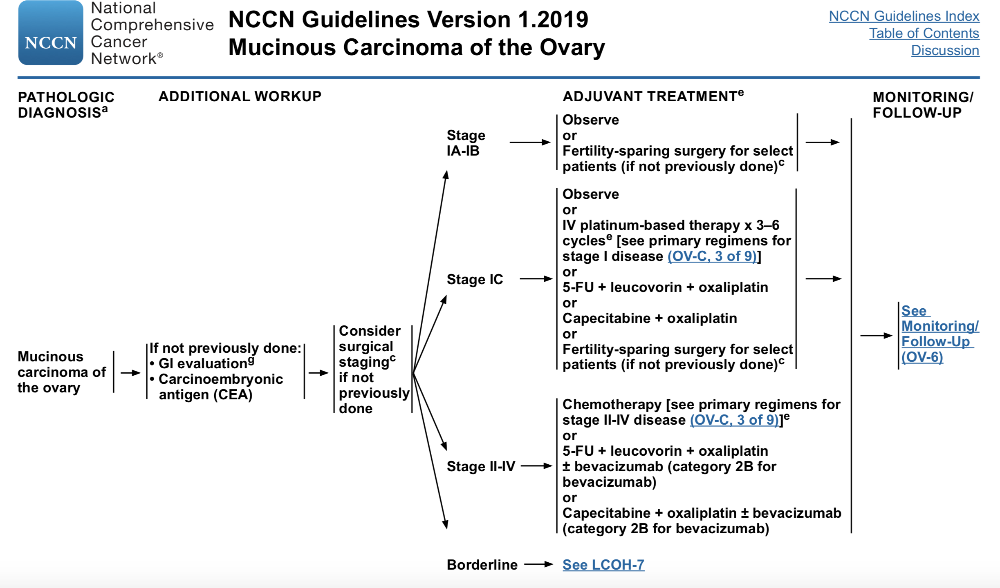 National
Comprehensive
NCCN Cancer
Network®
NCCN Guidelines Version 1.2019
Mucinous Carcinoma of the Ovary
NCCN Guidelines Index
Table of Contents
Discussion
PATHOLOGIC
DIAGNOSISa
ADDITIONAL WORKUP
ADJUVANT TREATMENTe
MONITORING/
FOLLOW-UP
Mucinous
carcinoma of
the ovary
If not previously done:
• GI evaluationg
• Carcinoembryonic
antigen (CEA)
Consider
surgical
stagingc
if not
previously
done
Stage
IA-IB
Observe
or
Fertility-sparing surgery for select
patients (if not previously done)c
Stage IC
Observe
or
IV platinum-based therapy x 3–6
cyclese [see primary regimens for
stage I disease (OV-C, 3 of 9)]
or
5-FU + leucovorin + oxaliplatin
or
Capecitabine + oxaliplatin
or
Fertility-sparing surgery for select
patients (if not previously done)c
Stage II-IV
Chemotherapy [see primary regimens for
stage II-IV disease (OV-C, 3 of 9)]e
or
5-FU + leucovorin + oxaliplatin
± bevacizumab (category 2B for
bevacizumab)
or
Capecitabine + oxaliplatin ± bevacizumab
(category 2B for bevacizumab)
Borderline
See LCOH-7
See
Monitoring/
Follow-Up
(OV-6)